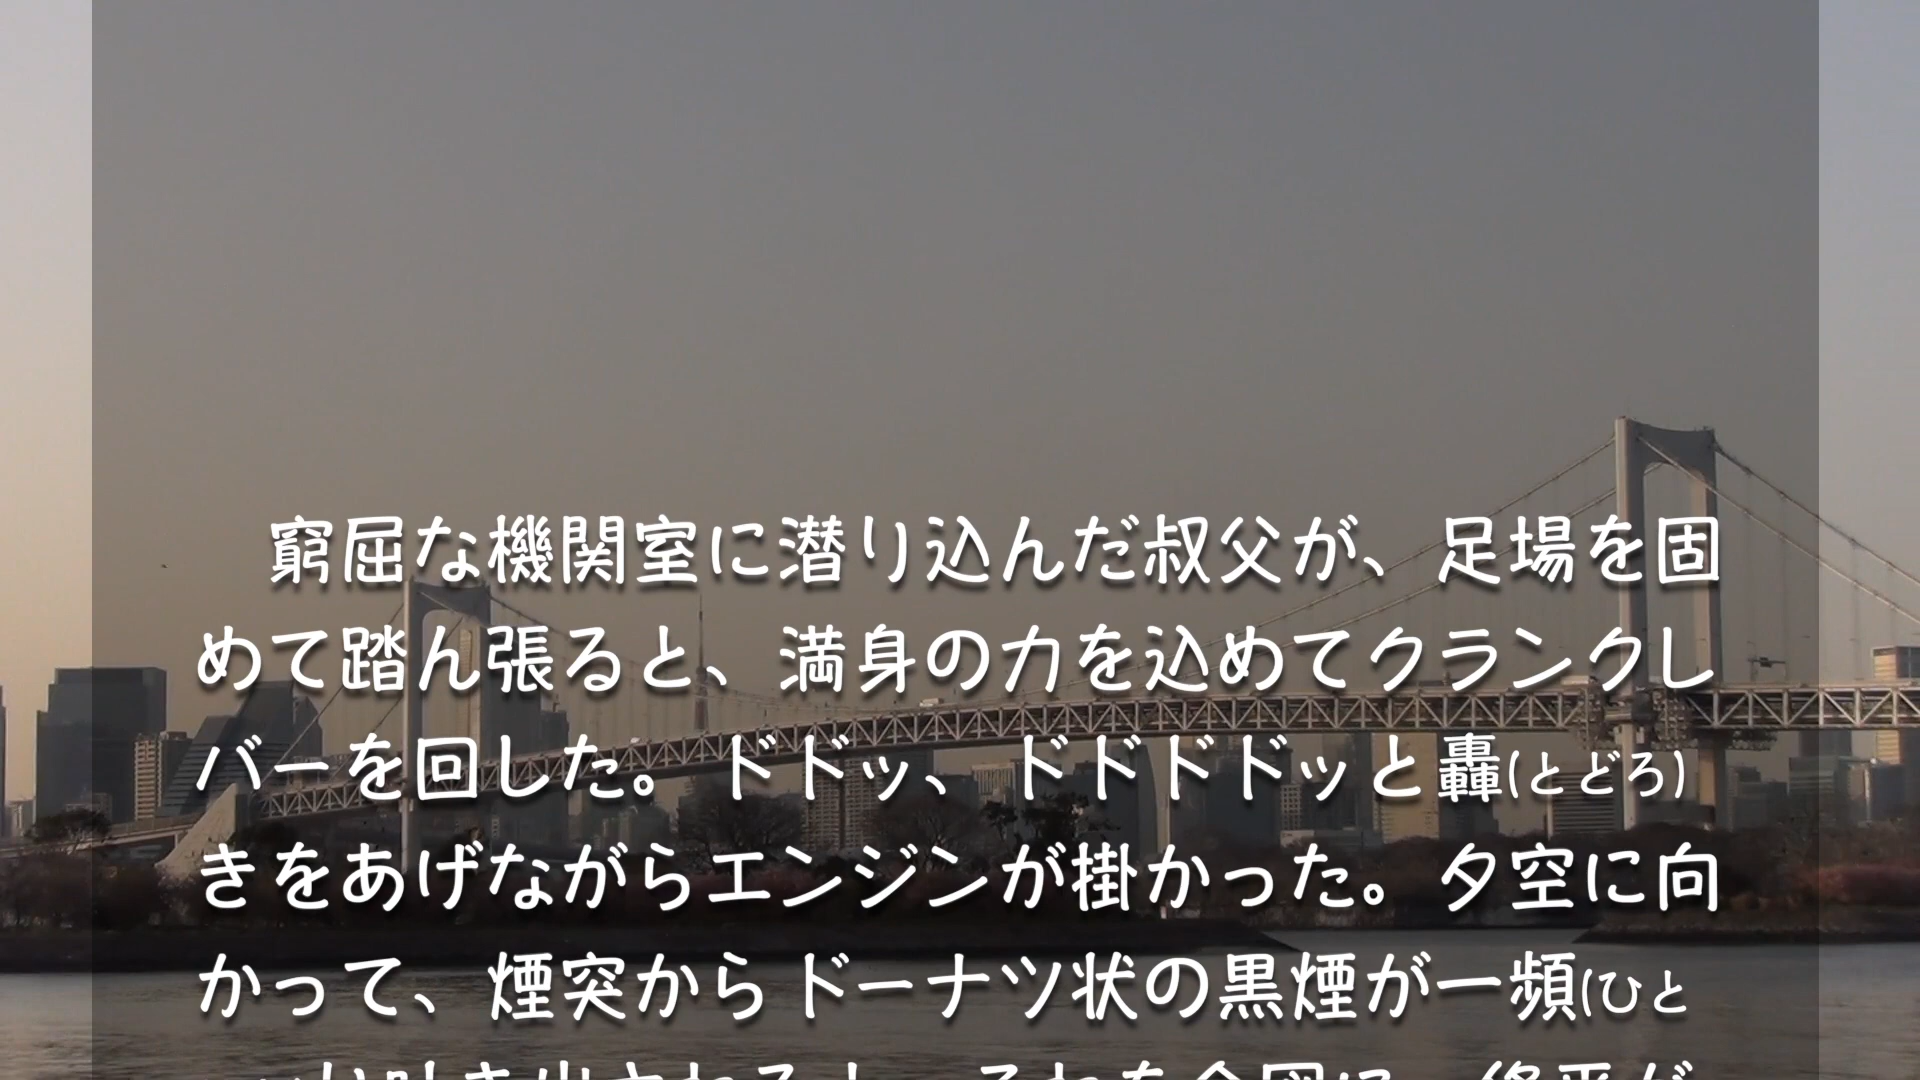 窮屈な機関室に潜り込んだ叔父が、足場を固
めて踏ん張ると、満身の力を込めてクランクレ
バーを回した。ドドッ、ドドドドッと轟(とどろ)
きをあげながらエンジンが掛かった。夕空に向
かって、煙突からドーナツ状の黒煙が一頻(ひと